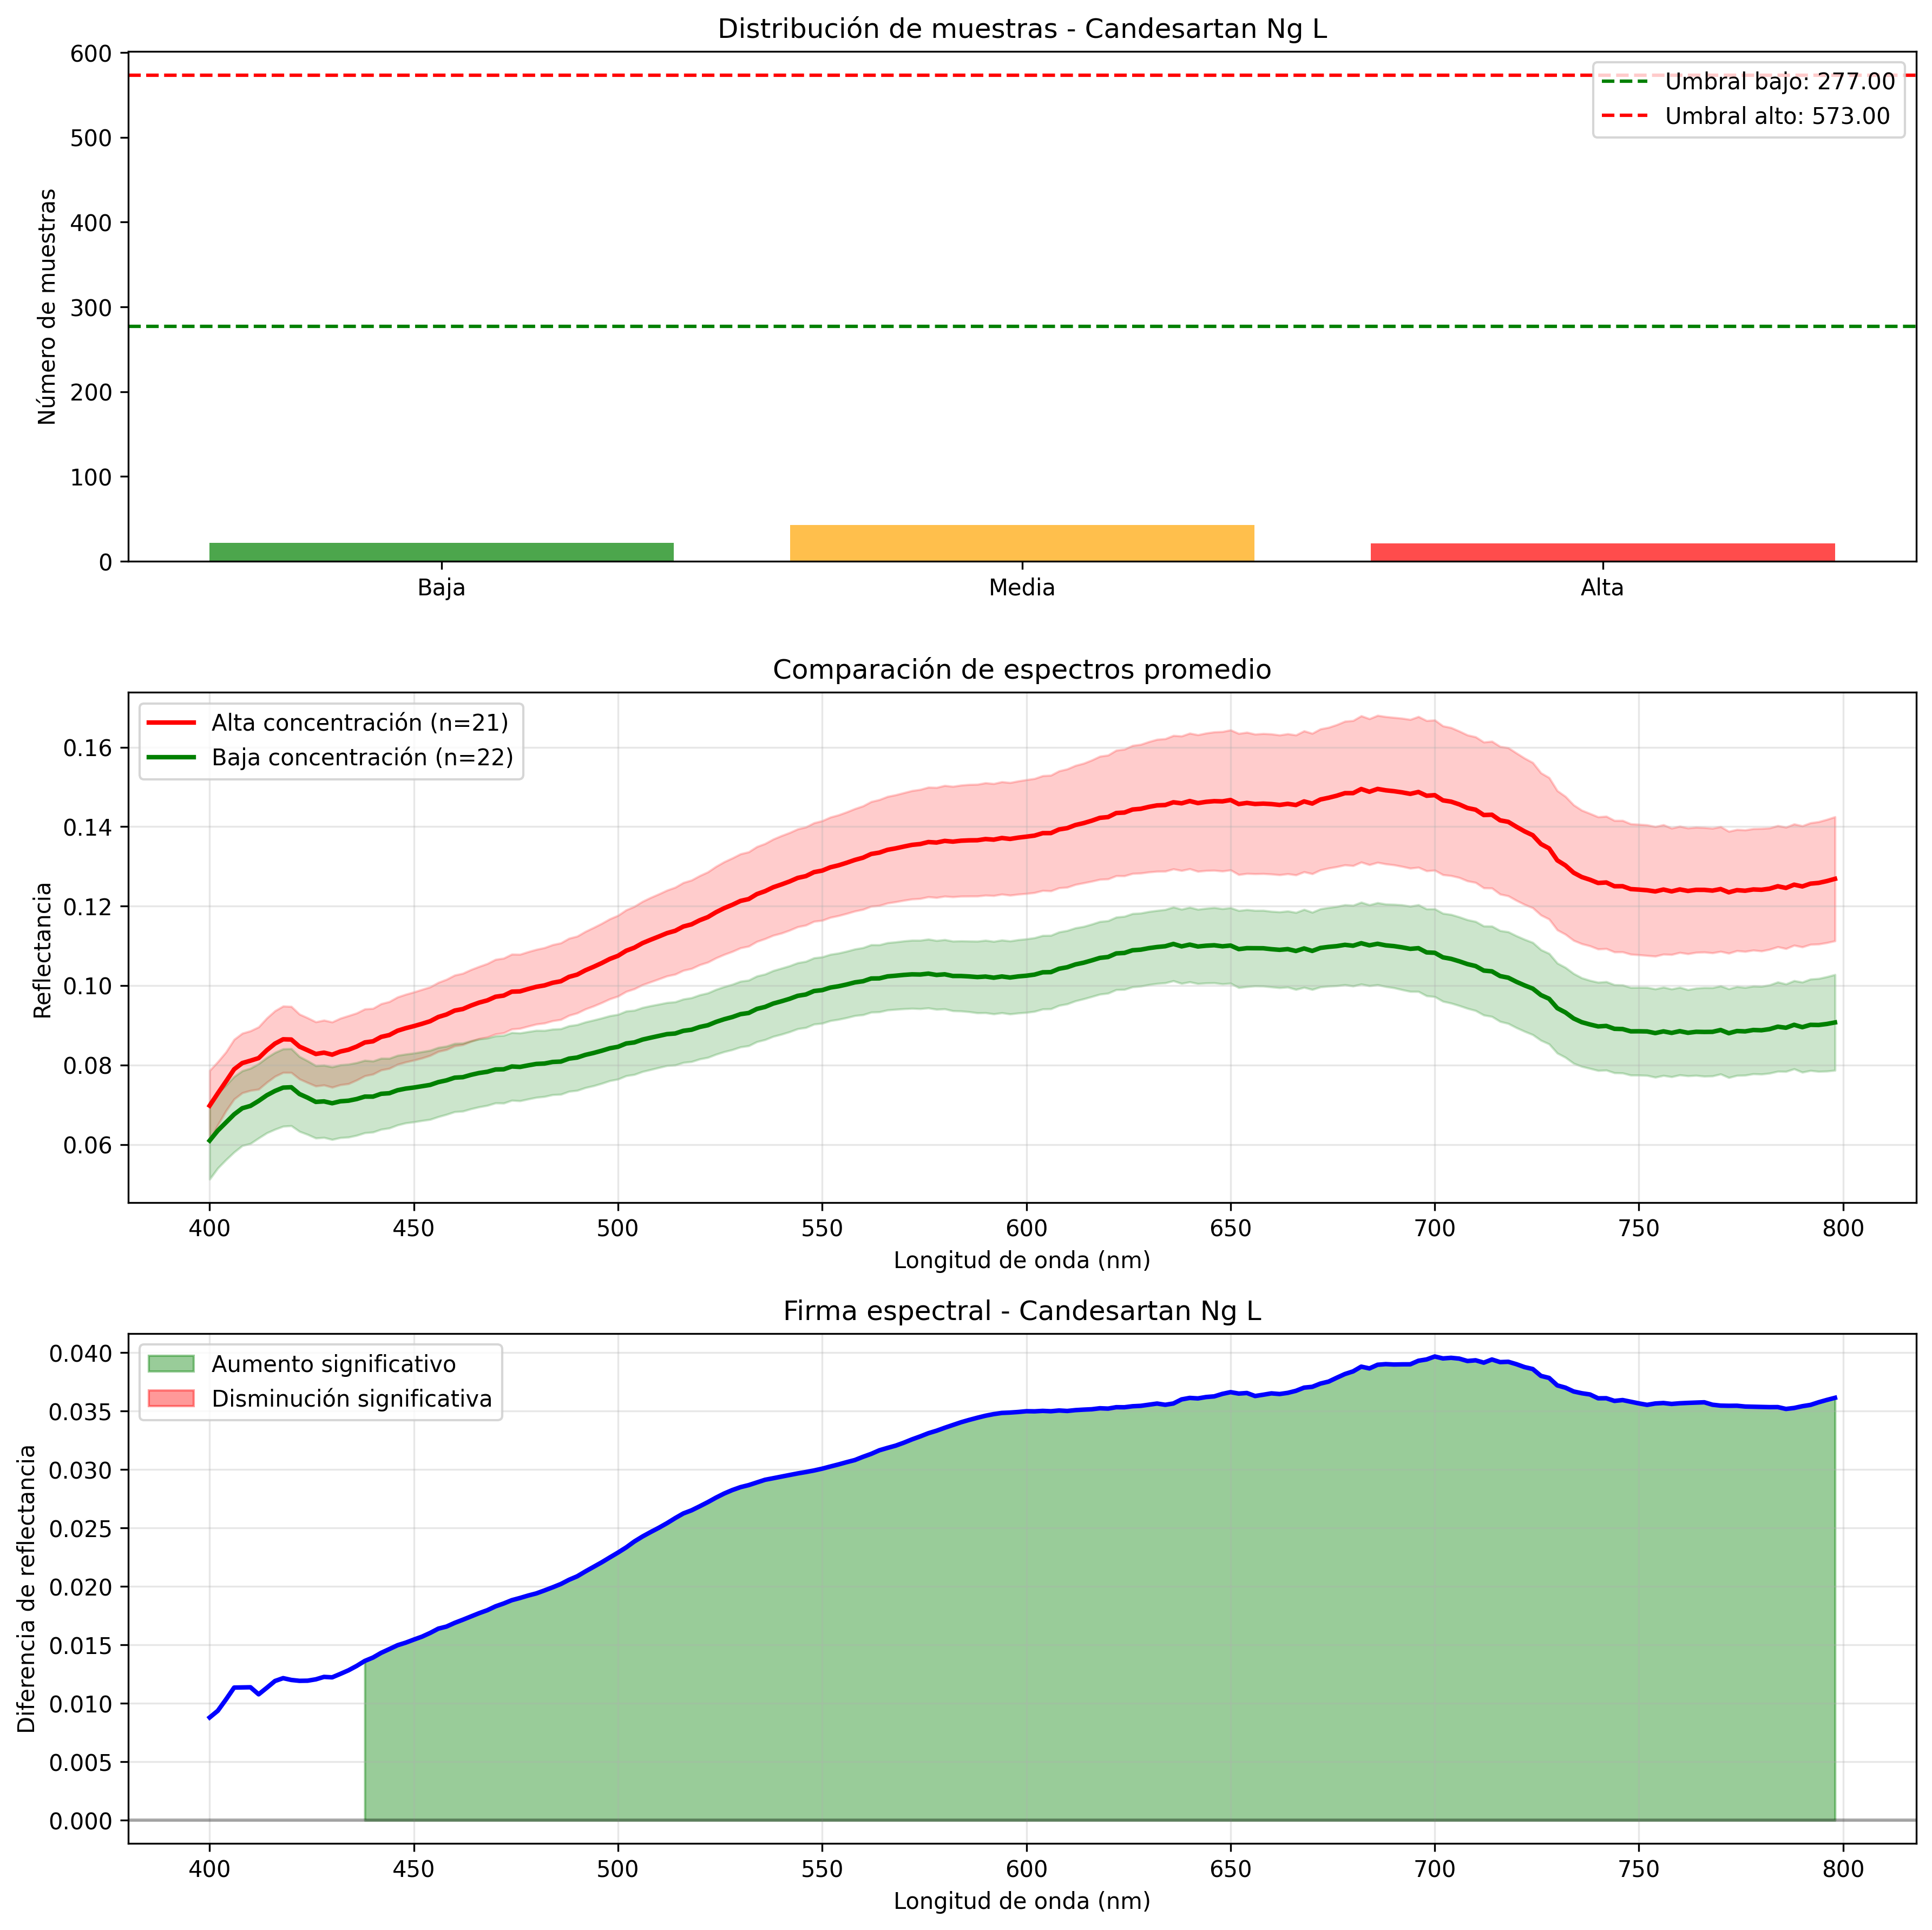 Distribución de muestras - Candesartan Ng L
600
500
400
300
200
100
0
Número de muestras
Umbral bajo: 277.00
Umbral alto: 573.00
Baja
Media
Alta
Comparación de espectros promedio
Alta concentración (n=21)
Baja concentración (n=22)
0.16
0.14
0.12
0.10
0.08
0.06
Reflectancia
400 450 500 550 600 650 700 750 800
Longitud de onda (nm)
Firma espectral - Candesartan Ng L
Aumento significativo
Disminución significativa
0.040
0.035
0.030
0.025
0.020
0.015
0.010
0.005
0.000
Diferencia de reflectancia
400 450 500 550 600 650 700 750 800
Longitud de onda (nm)